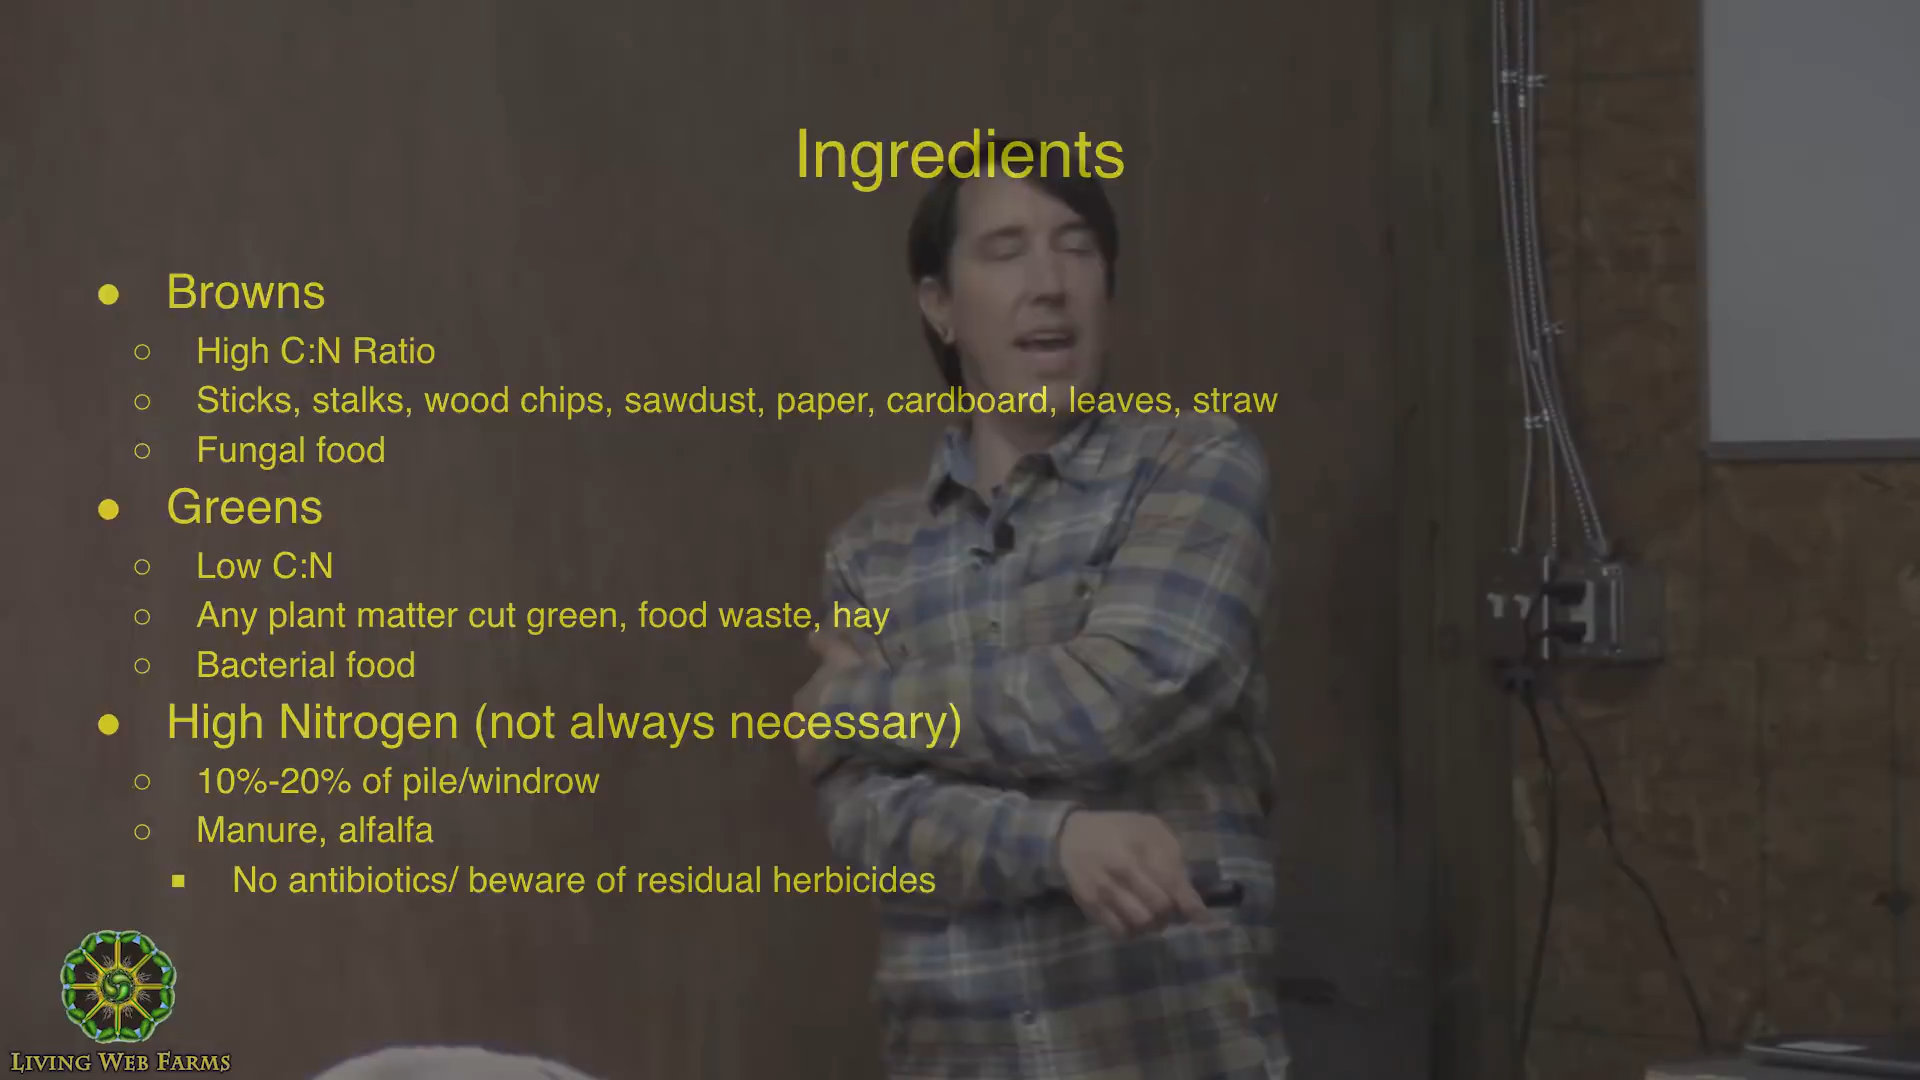 Ingredients
● Browns
○ High C:N Ratio
○ Sticks, stalks, wood chips, sawdust, paper, cardboard, leaves, straw
○ Fungal food
● Greens
○ Low C:N
○ Any plant matter cut green, food waste, hay
○ Bacterial food
● High Nitrogen (not always necessary)
○ 10%-20% of pile/windrow
○ Manure, alfalfa
■ No antibiotics/ beware of residual herbicides
LIVING WEB FARMS